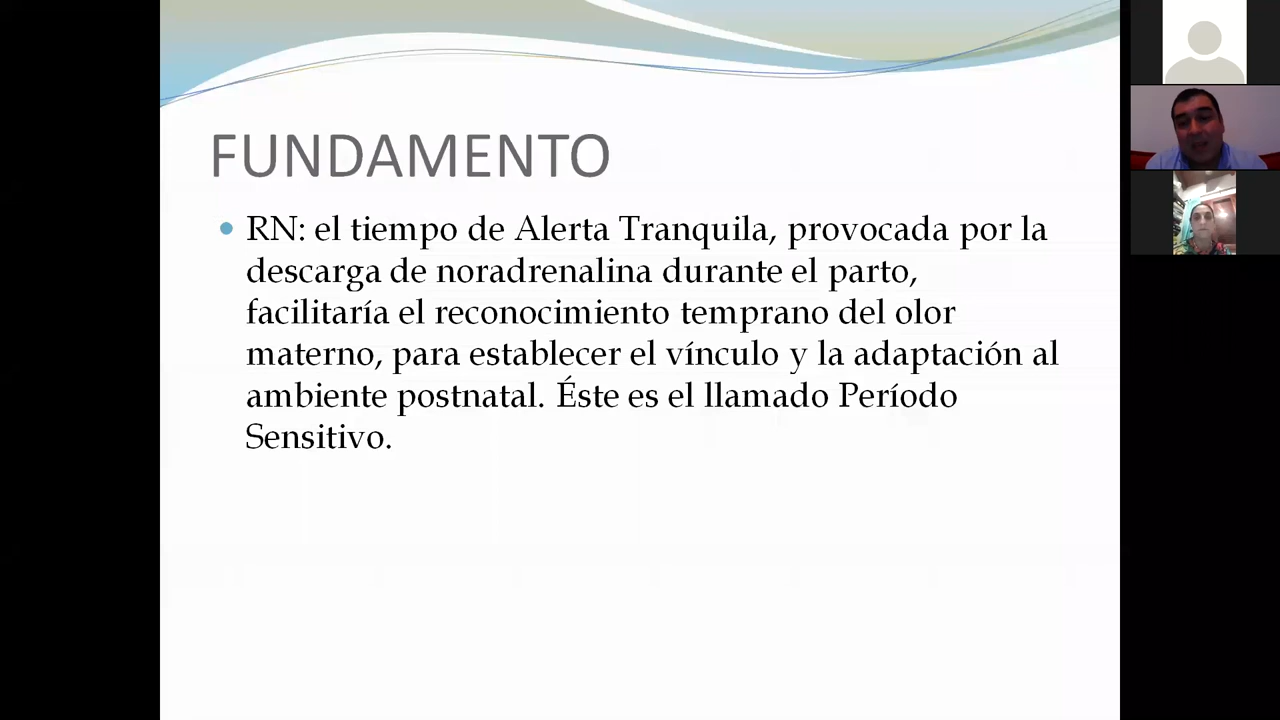 FUNDAMENTO
• RN: el tiempo de Alerta Tranquila, provocada por la
descarga de noradrenalina durante el parto,
facilitaría el reconocimiento temprano del olor
materno, para establecer el vínculo y la adaptación al
ambiente postnatal. Éste es el llamado Período
Sensitivo.